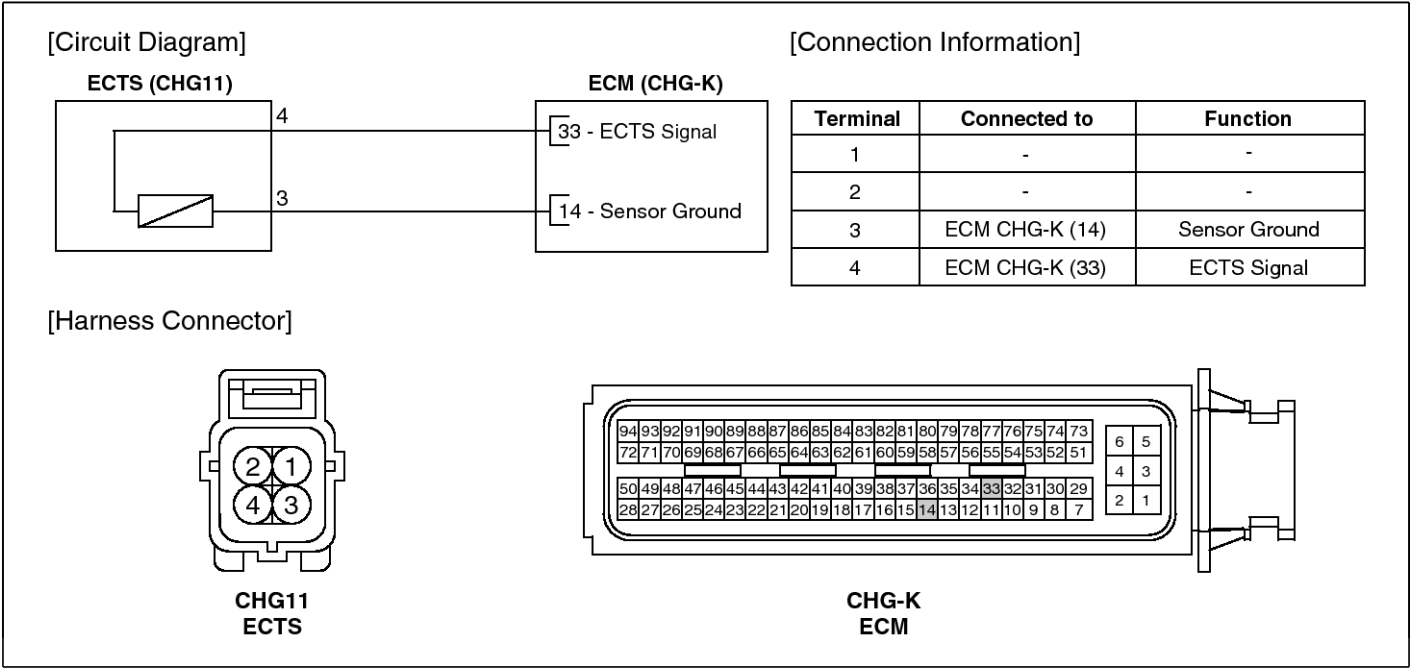 [Circuit Diagram]
ECTS (CHG11)
4
3
ECM (CHG-K)
33 - ECTS Signal
14 - Sensor Ground
[Connection Information]
Terminal Connected to Function
1 - -
2 - -
3 ECM CHG-K (14) Sensor Ground
4 ECM CHG-K (33) ECTS Signal
[Harness Connector]
2 1
4 3
CHG11
ECTS
94 93 92 91 90 89 88 87 86 85 84 83 82 81 80 79 78 77 76 75 74 73
72 71 70 69 68 67 66 65 64 63 62 61 60 59 58 57 56 55 54 53 52 51
50 49 48 47 46 45 44 43 42 41 40 39 38 37 36 35 34 33 32 31 30 29
28 27 26 25 24 23 22 21 20 19 18 17 16 15 14 13 12 11 10 9 8 7
6 5
4 3
2 1
CHG-K
ECM